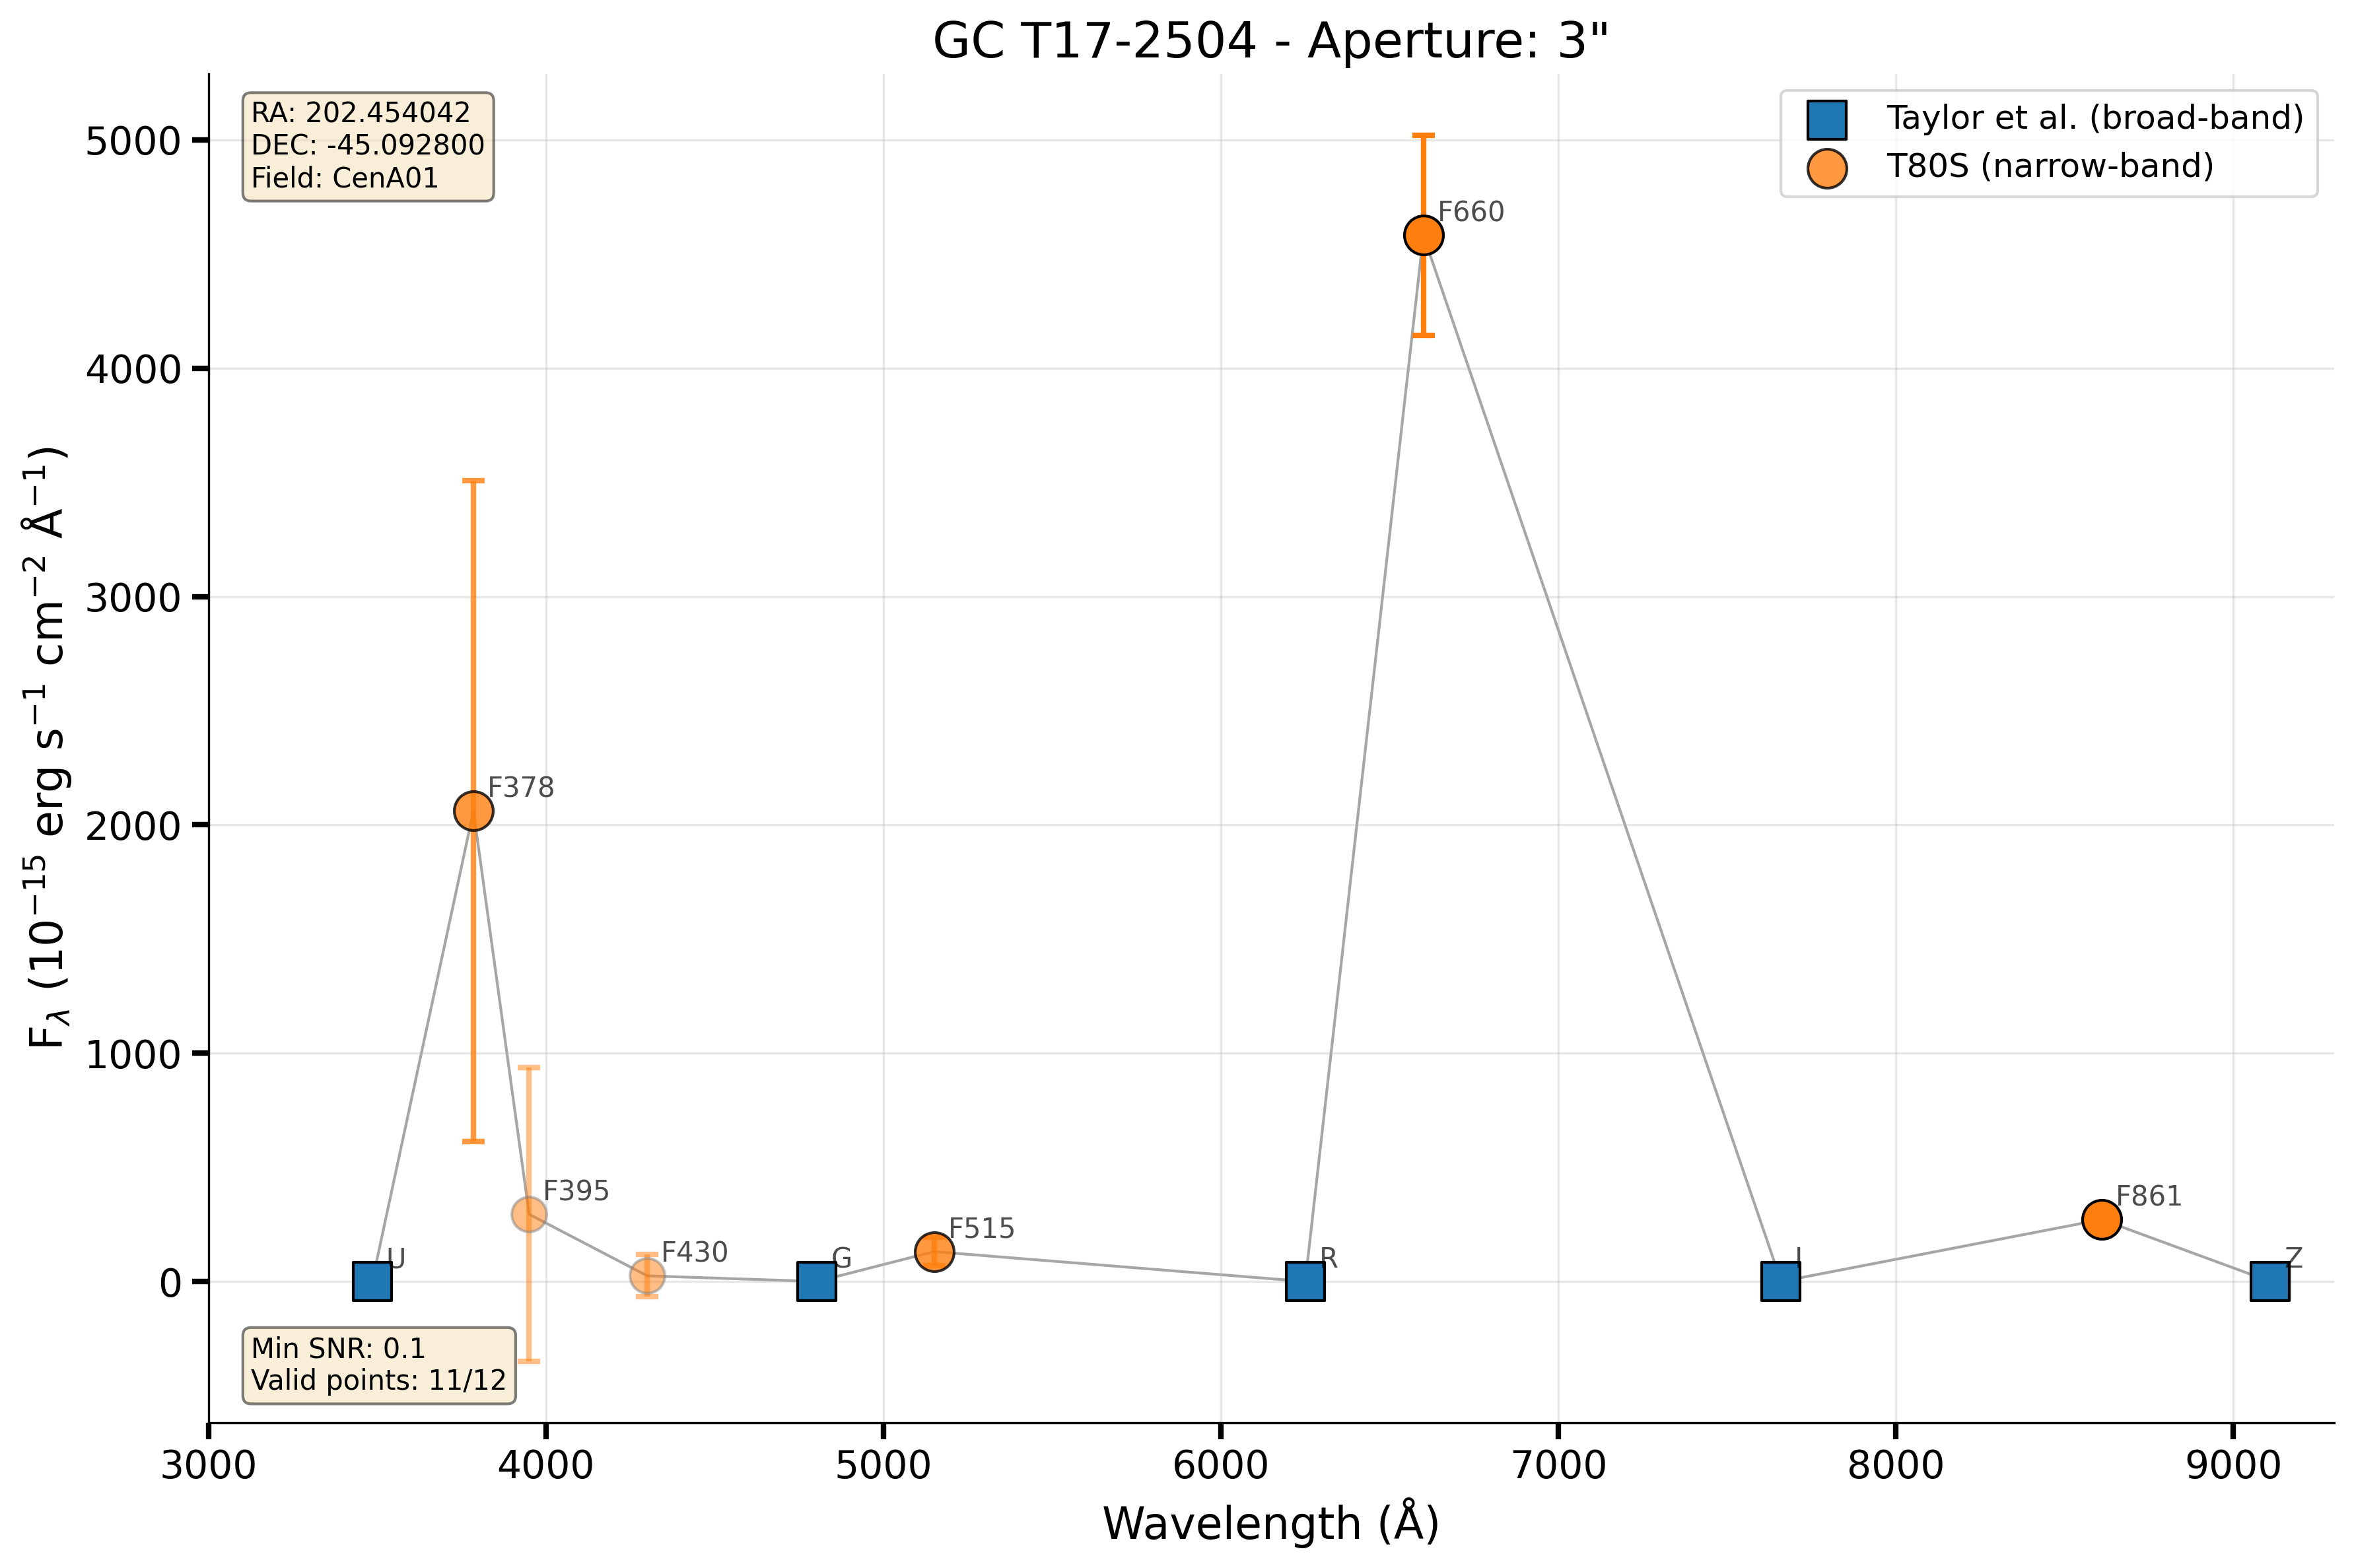 GC T17-2504 - Aperture: 3"
RA: 202.454042
DEC: -45.092800
Field: CenA01
Taylor et al. (broad-band)
T80S (narrow-band)
5000
4000
3000
2000
1000
0
F$_λ$ (10⁻¹⁵ erg s⁻¹ cm⁻² Å⁻¹)
F660
F378
F395
F430
F515
F861
U
G
R
I
Z
Min SNR: 0.1
Valid points: 11/12
3000
4000
5000
6000
7000
8000
9000
Wavelength (Å)